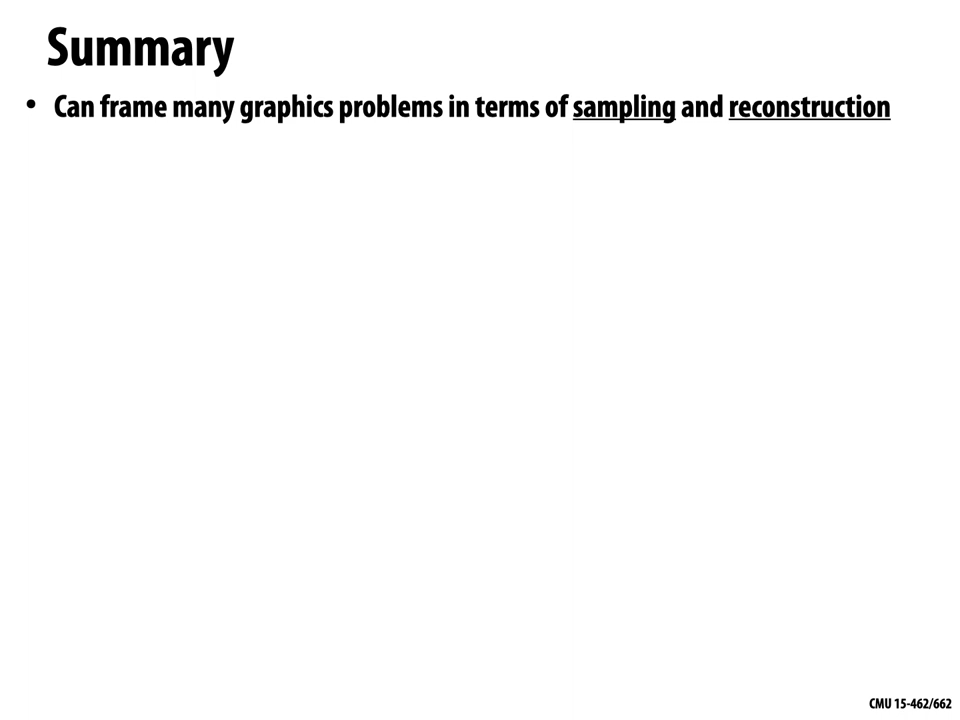 Summary
• Can frame many graphics problems in terms of sampling and reconstruction
CMU 15-462/662